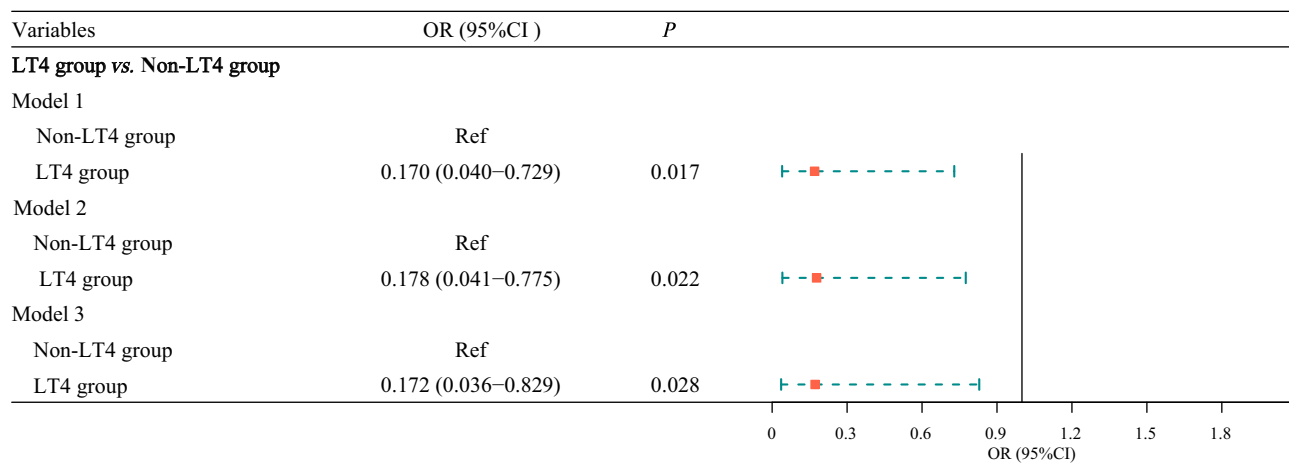 Variables OR (95%CI ) P
LT4 group vs. Non-LT4 group
Model 1
Non-LT4 group Ref
LT4 group 0.170 (0.040−0.729) 0.017
Model 2
Non-LT4 group Ref
LT4 group 0.178 (0.041−0.775) 0.022
Model 3
Non-LT4 group Ref
LT4 group 0.172 (0.036−0.829) 0.028
0 0.3 0.6 0.9 1.2 1.5 1.8
OR (95%CI)